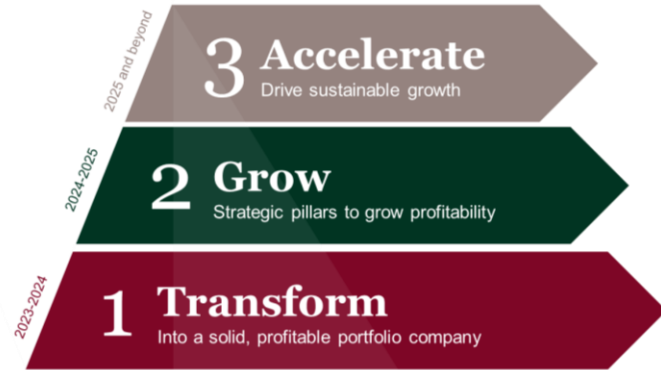 2025 and beyond
3 Accelerate
Drive sustainable growth
2024-2025
2 Grow
Strategic pillars to grow profitability
2023-2024
1 Transform
Into a solid, profitable portfolio company